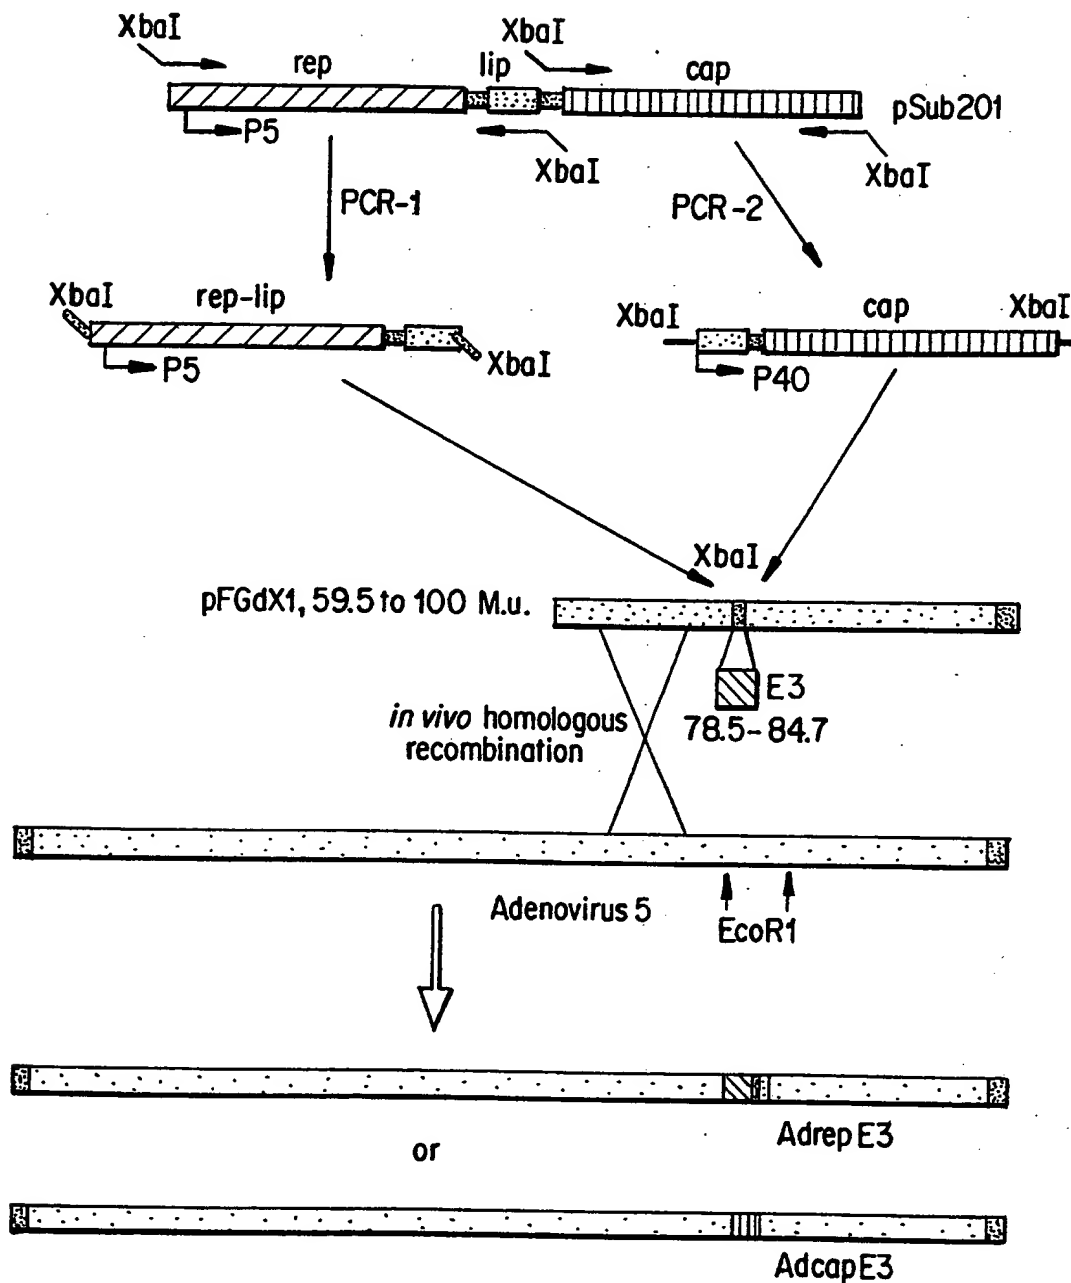 XbaI
rep
lip
XbaI
cap
pSub201
P5
XbaI
XbaI
PCR-1
PCR-2
XbaI
rep-lip
XbaI
cap
XbaI
P5
XbaI
P40
XbaI
pFGdX1, 59.5 to 100 M.u.
E3
78.5-84.7
in vivo homologous
recombination
Adenovirus 5
EcoR1
AdrepE3
or
AdcapE3